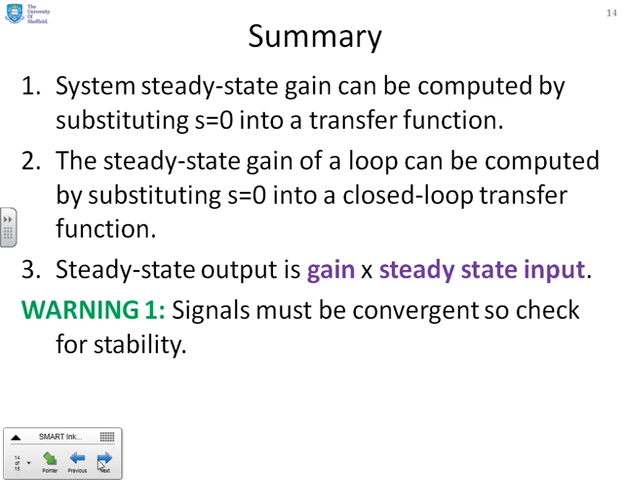 The
University
Of
Sheffield.
14
Summary
1. System steady-state gain can be computed by
substituting s=0 into a transfer function.
2. The steady-state gain of a loop can be computed
by substituting s=0 into a closed-loop transfer
function.
3. Steady-state output is gain x steady state input.
WARNING 1: Signals must be convergent so check
for stability.
SMART Ink...
14
of
15
Pointer
Previous
Next